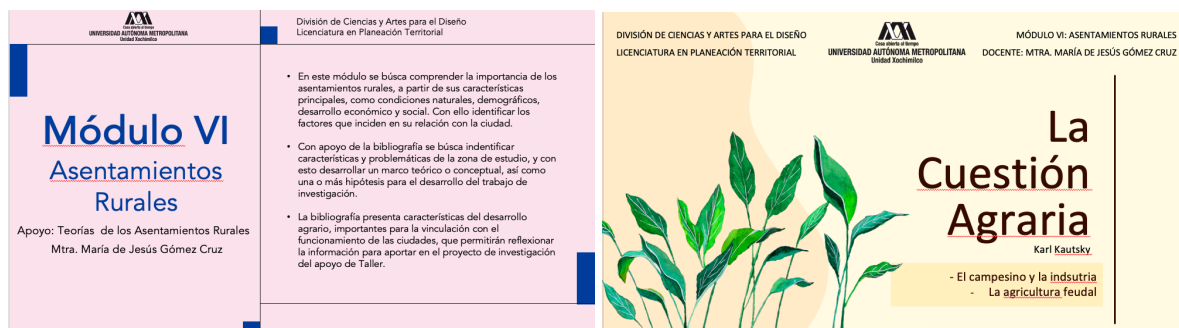 Casa abierta al tiempo
UNIVERSIDAD AUTÓNOMA METROPOLITANA
Unidad Xochimilco
Módulo VI
Asentamientos
Rurales
Apoyo: Teorías de los Asentamientos Rurales
Mtra. María de Jesús Gómez Cruz
División de Ciencias y Artes para el Diseño
Licenciatura en Planeación Territorial
• En este módulo se búsca comprender la importancia de los
asentamientos rurales, a partir de sus características
principales, como condiciones naturales, demográficos,
desarrollo económico y social. Con ello identificar los
factores que inciden en su relación con la ciudad.
• Con apoyo de la bibliografía se búsca indentificar
características y problemáticas de la zona de estudio, y con
esto desarrollar un marco teórico o conceptual, así como
una o más hipótesis para el desarrollo del trabajo de
investigación.
• La bibliografía presenta características del desarrollo
agrario, importantes para la vinculación con el
funcionamiento de las ciudades, que permitirán reflexionar
la información para aportar en el proyecto de investigación
del apoyo de Taller.
DIVISIÓN DE CIENCIAS Y ARTES PARA EL DISEÑO
LICENCIATURA EN PLANEACIÓN TERRITORIAL
Casa abierta al tiempo
UNIVERSIDAD AUTÓNOMA METROPOLITANA
Unidad Xochimilco
MÓDULO VI: ASENTAMIENTOS RURALES
DOCENTE: MTRA. MARÍA DE JESÚS GÓMEZ CRUZ
La
Cuestión
Agraria
Karl Kautsky
- El campesino y la indsutria
- La agricultura feudal